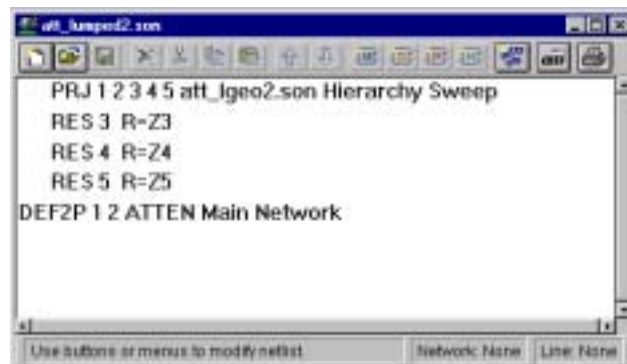 att_lumped2.son
PRJ 1 2 3 4 5 att_lgeo2.son Hierarchy Sweep
RES 3 R=Z3
RES 4 R=Z4
RES 5 R=Z5
DEF2P 1 2 ATTEN Main Network
Use buttons or menus to modify netlist. Network: None Line: None